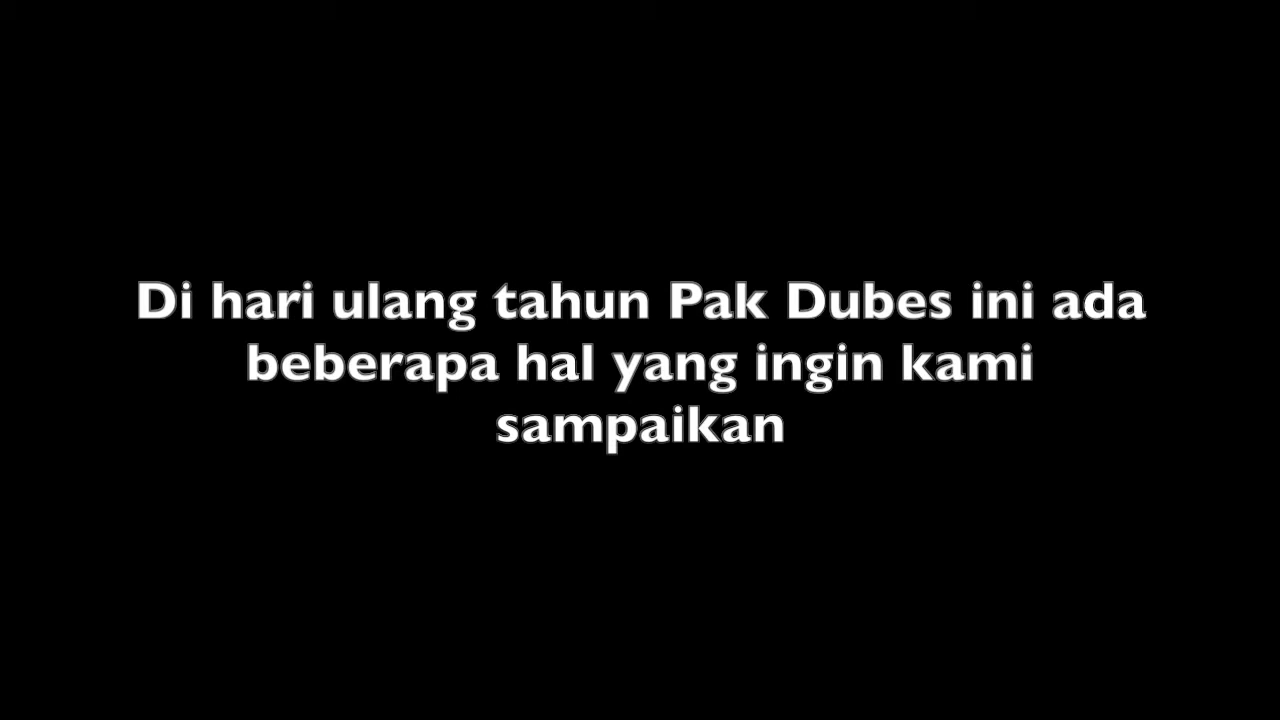 Di hari ulang tahun Pak Dubes ini ada
beberapa hal yang ingin kami
sampaikan